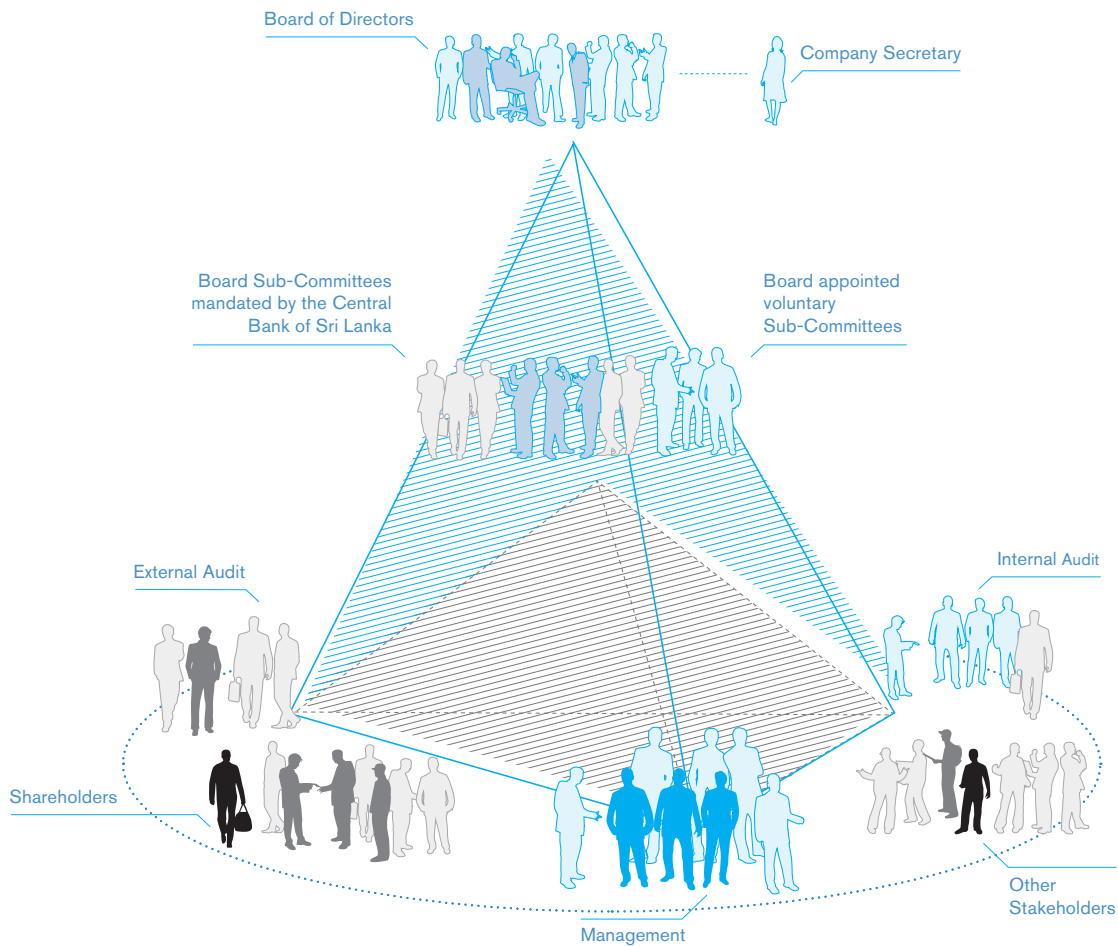 Board of Directors
Company Secretary
Board Sub-Committees
mandated by the Central
Bank of Sri Lanka
Board appointed
voluntary
Sub-Committees
External Audit
Internal Audit
Shareholders
Other
Stakeholders
Management